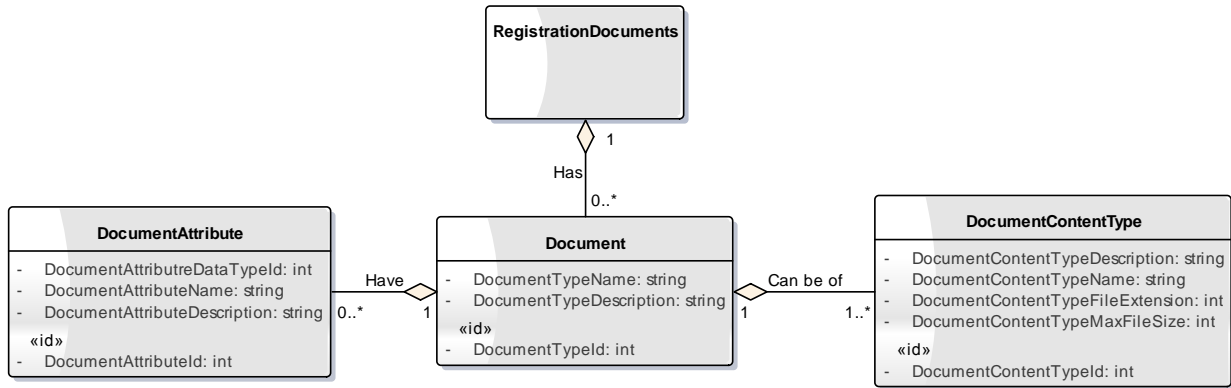 RegistrationDocuments
1
Has
0..*
DocumentAttribute
- DocumentAttributreDataTypeId: int
- DocumentAttributeName: string
- DocumentAttributeDescription: string
«id»
- DocumentAttributeId: int
Have
0..*
1
Document
- DocumentTypeName: string
- DocumentTypeDescription: string
«id»
- DocumentTypeId: int
Can be of
1
1..*
DocumentContentType
- DocumentContentTypeDescription: string
- DocumentContentTypeName: string
- DocumentContentTypeFileExtension: int
- DocumentContentTypeMaxFileSize: int
«id»
- DocumentContentTypeId: int